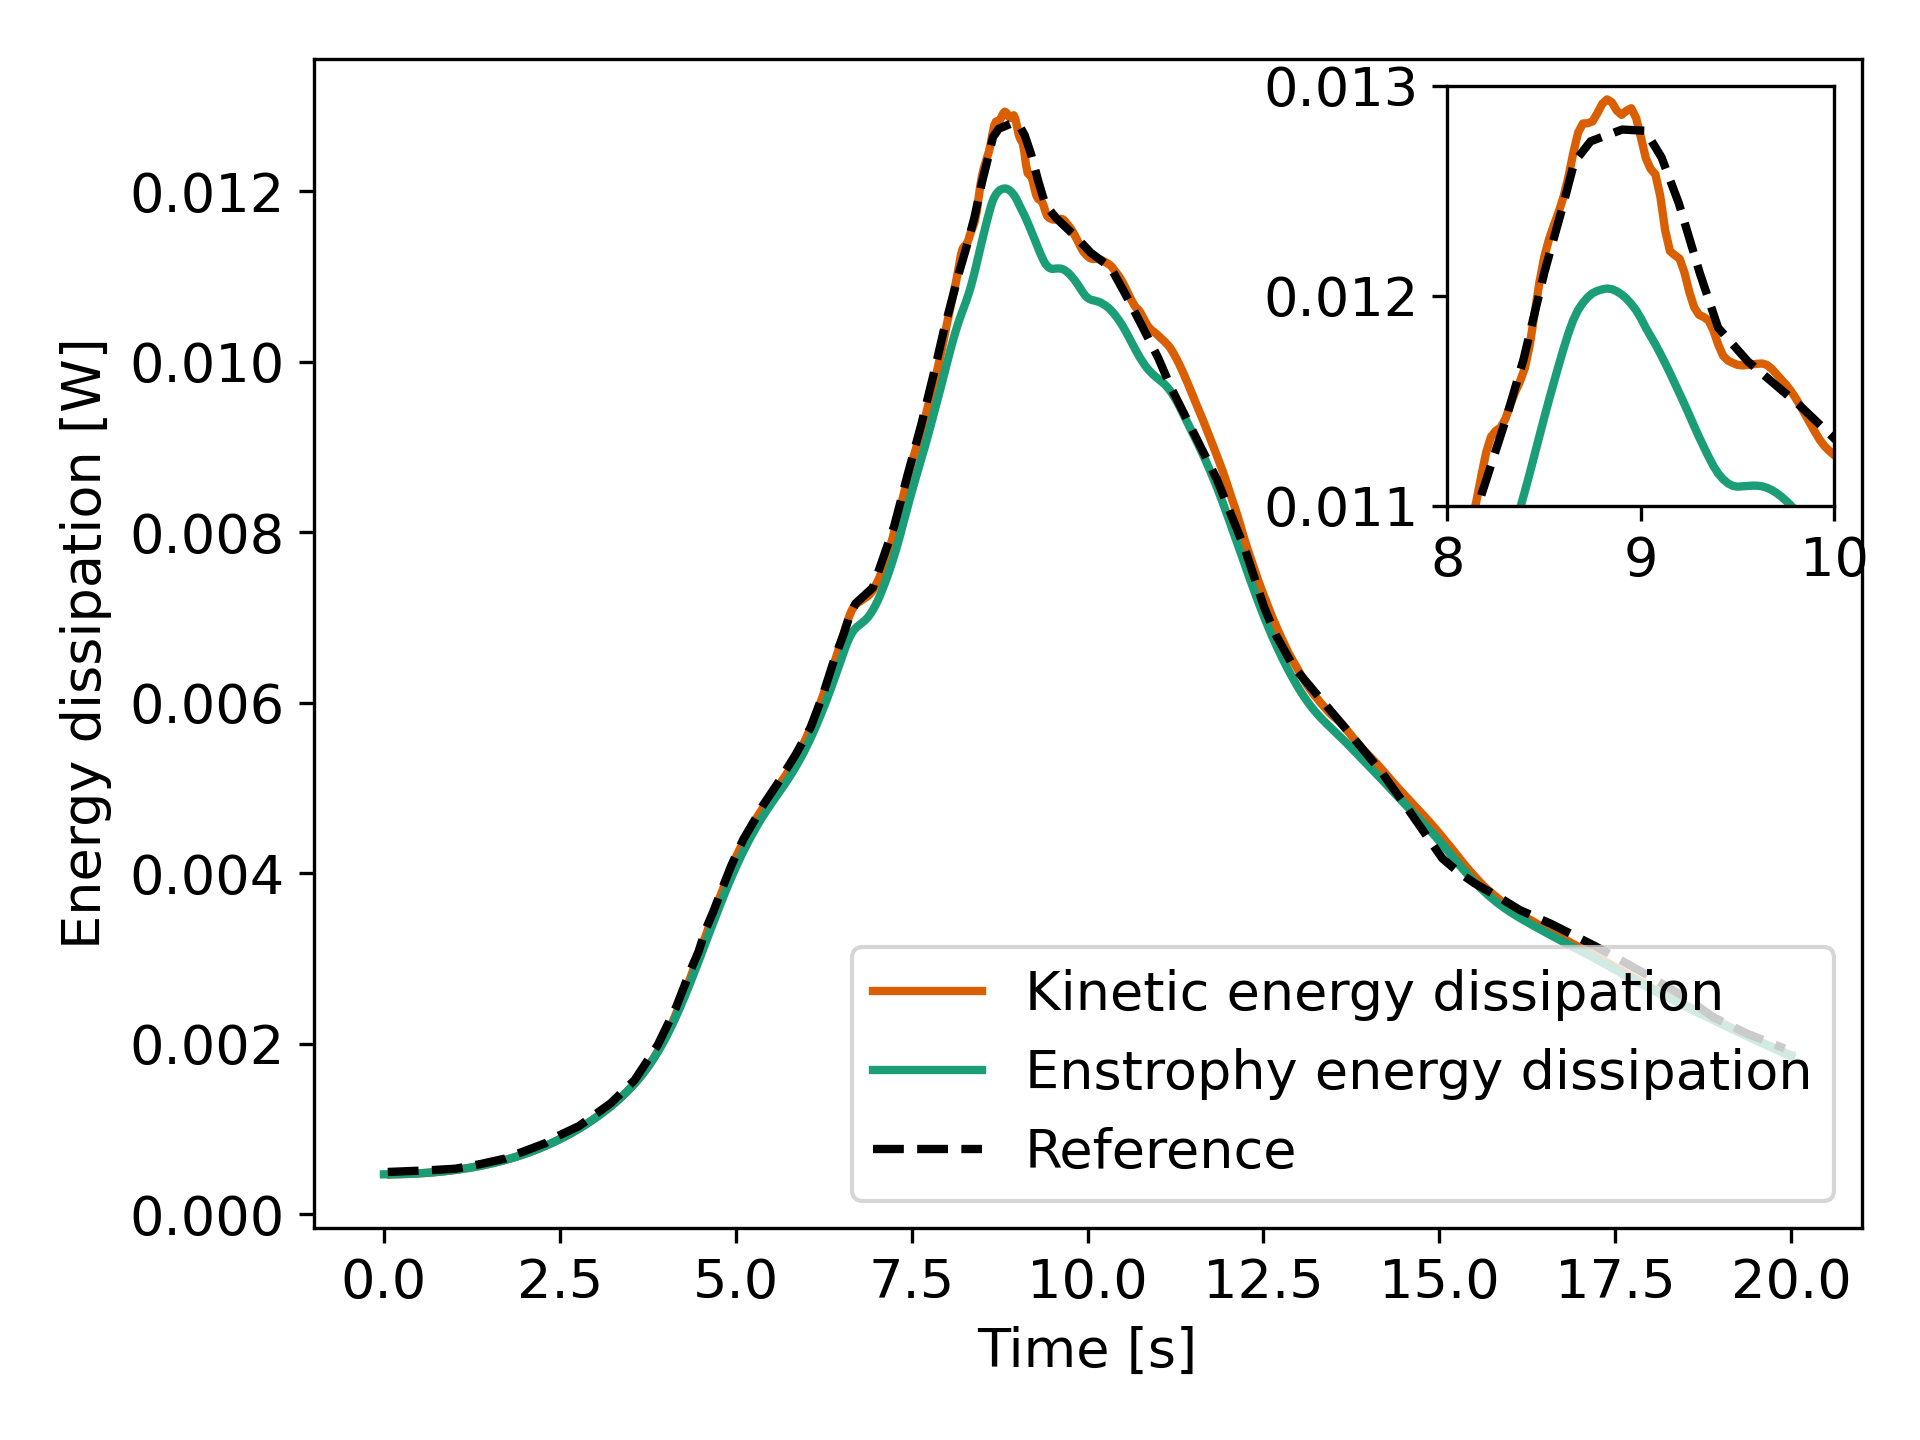 0.013
0.012
0.011
8 9 10
0.012
0.010
0.008
0.006
0.004
0.002
0.000
Energy dissipation [W]
Kinetic energy dissipation
Enstrophy energy dissipation
Reference
0.0 2.5 5.0 7.5 10.0 12.5 15.0 17.5 20.0
Time [s]